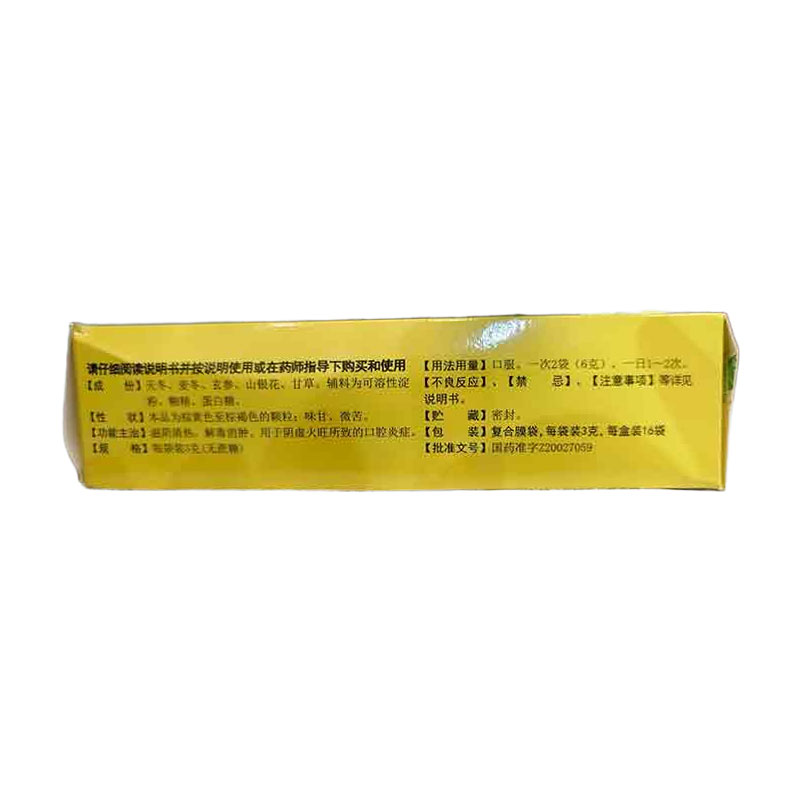 请仔细阅读说明书并按说明使用或在药师指导下购买和使用
【成 份】天冬、麦冬、玄参、山银花、甘草。辅料为可溶性淀
粉、糊精、蛋白糖。
【性 状】本品为棕黄色至棕褐色的颗粒;味甘、微苦。
【功能主治】滋阴清热、解毒消肿。用于阴虚火旺所致的口腔炎症。
【规 格】每袋装3克(无蔗糖)
【用法用量】口服。一次2袋(6克),一日1~2次。
【不良反应】、【禁 忌】、【注意事项】等详见
说明书。
【贮 藏】密封。
【包 装】复合膜袋,每袋装3克,每盒装16袋
【批准文号】国药准字Z20027059